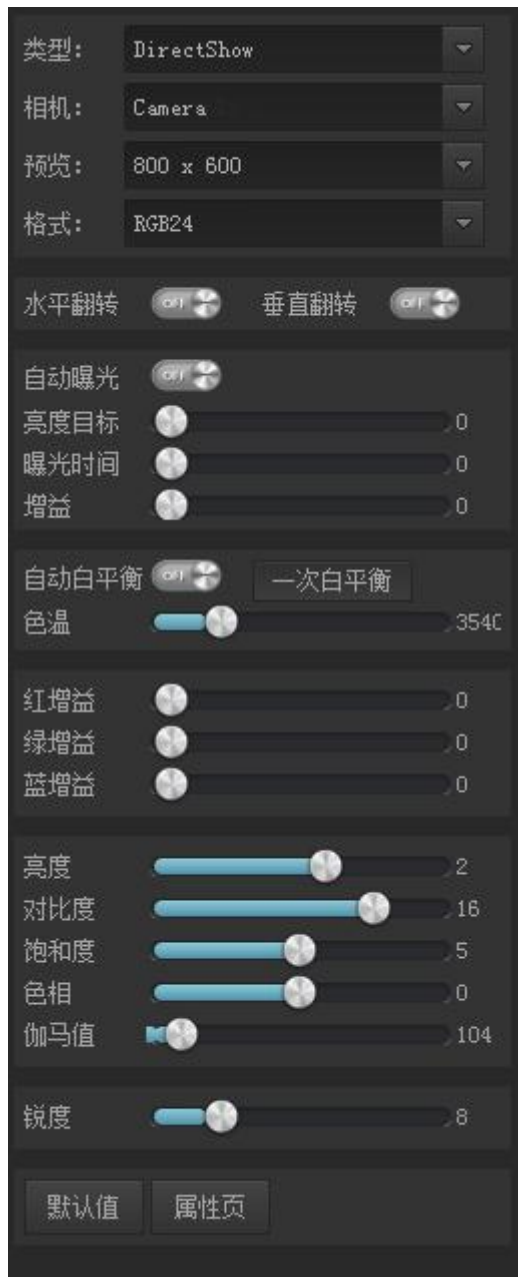 类型: DirectShow
相机: Camera
预览: 800 x 600
格式: RGB24
水平翻转 OFF 垂直翻转 OFF
自动曝光 OFF
亮度目标 0
曝光时间 0
增益 0
自动白平衡 OFF 一次白平衡
色温 3540
红增益 0
绿增益 0
蓝增益 0
亮度 2
对比度 16
饱和度 5
色相 0
伽马值 104
锐度 8
默认值 属性页